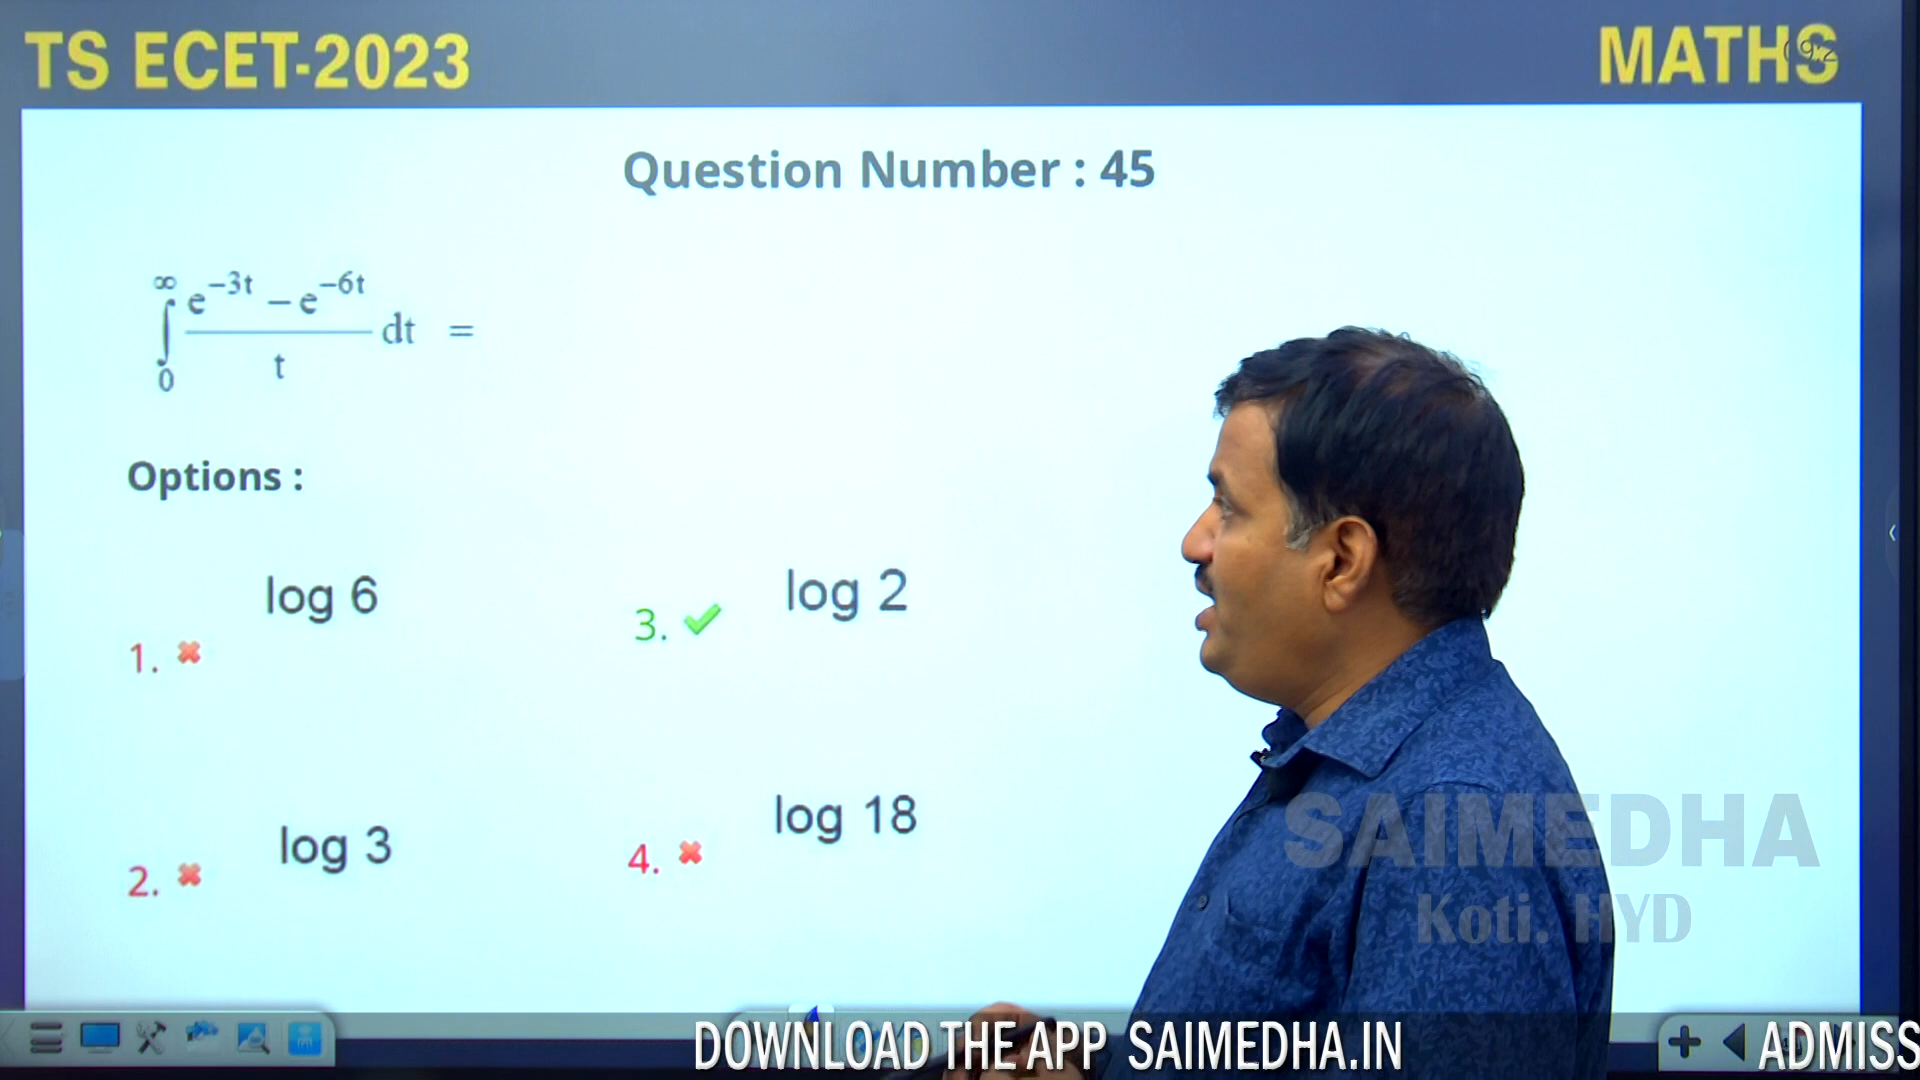 TS ECET-2023
MATHS
Question Number : 45
∞
∫
0
e^{-3t} - e^{-6t}
t
dt =
Options :
log 6
1.
log 2
3.
log 3
2.
log 18
4.
SAIMEDHA
Koti. HYD
DOWNLOAD THE APP SAIMEDHA.IN
ADMISS